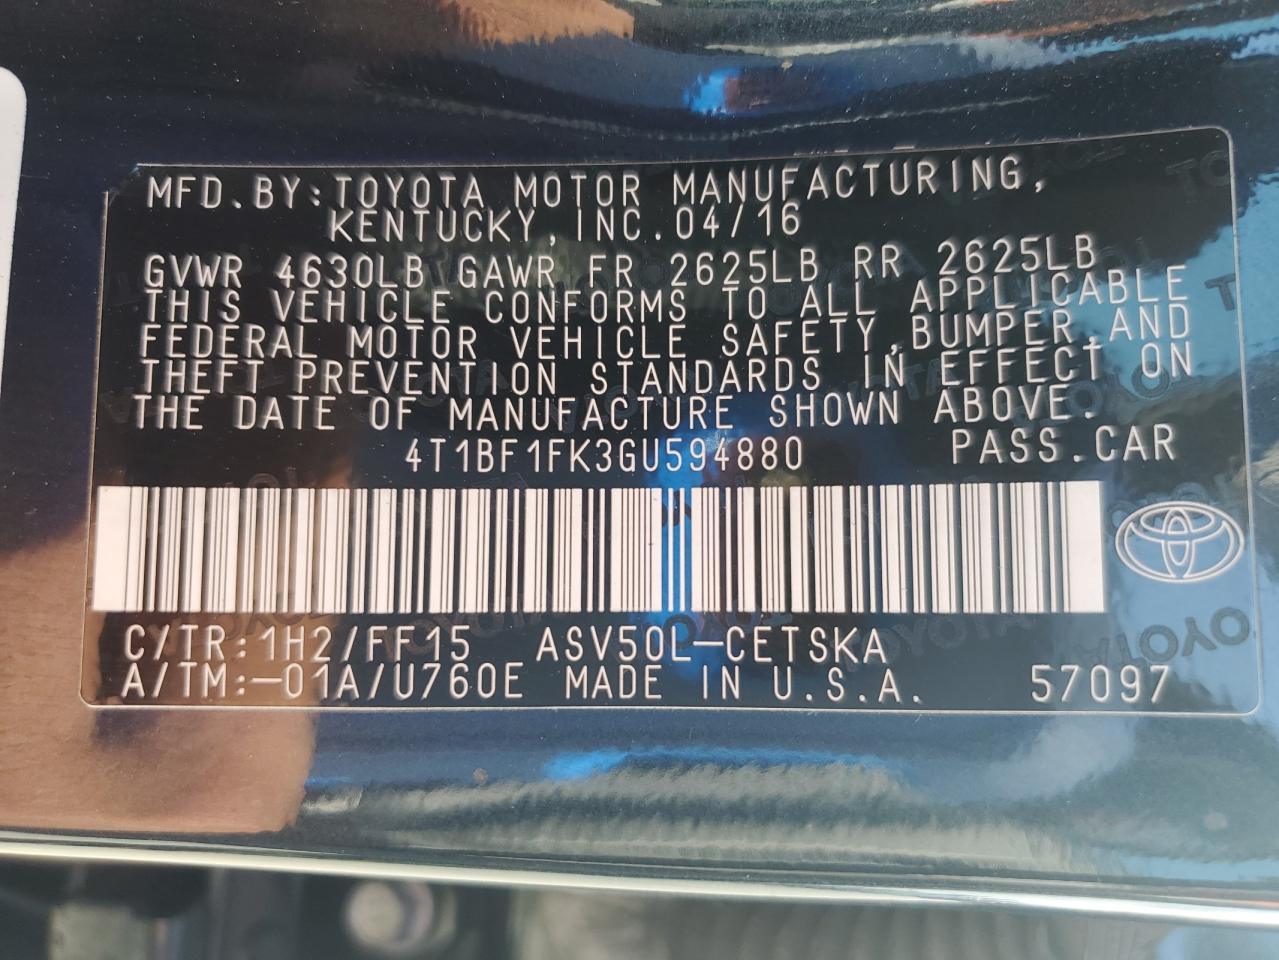 MFD.BY:TOYOTA MOTOR MANUFACTURING,
KENTUCKY,INC.04/16
GVWR 4630LB GAWR FR 2625LB RR 2625LB
THIS VEHICLE CONFORMS TO ALL APPLICABLE
FEDERAL MOTOR VEHICLE SAFETY,BUMPER,AND
THEFT PREVENTION STANDARDS IN EFFECT ON
THE DATE OF MANUFACTURE SHOWN ABOVE.
4T1BF1FK3GU594880 PASS.CAR
C/TR:1H2/FF15 ASV50L-CETSKA
A/TM:-01A/U760E MADE IN U.S.A. 57097